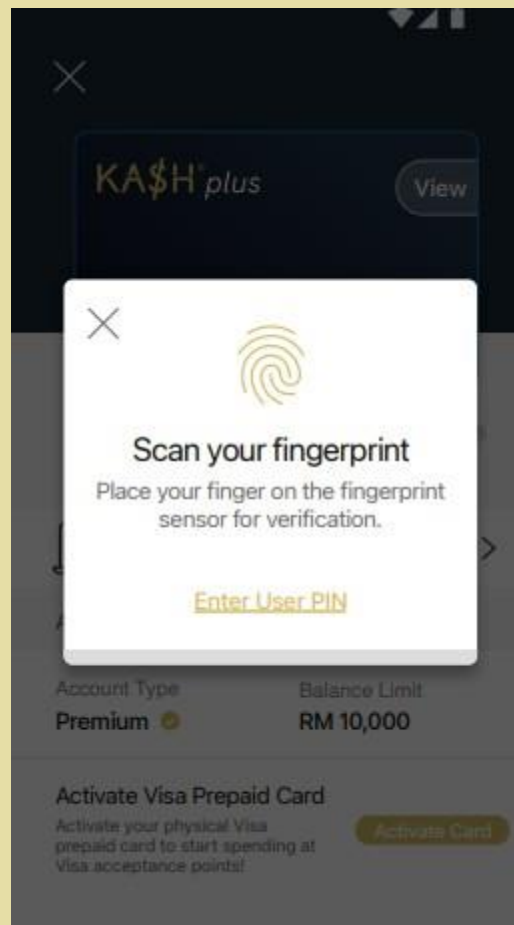 KA$H plus
View
Scan your fingerprint
Place your finger on the fingerprint
sensor for verification.
Enter User PIN
Account Type
Balance Limit
Premium
RM 10,000
Activate Visa Prepaid Card
Activate your physical Visa
prepaid card to start spending at
Visa acceptance points!
Activate Card